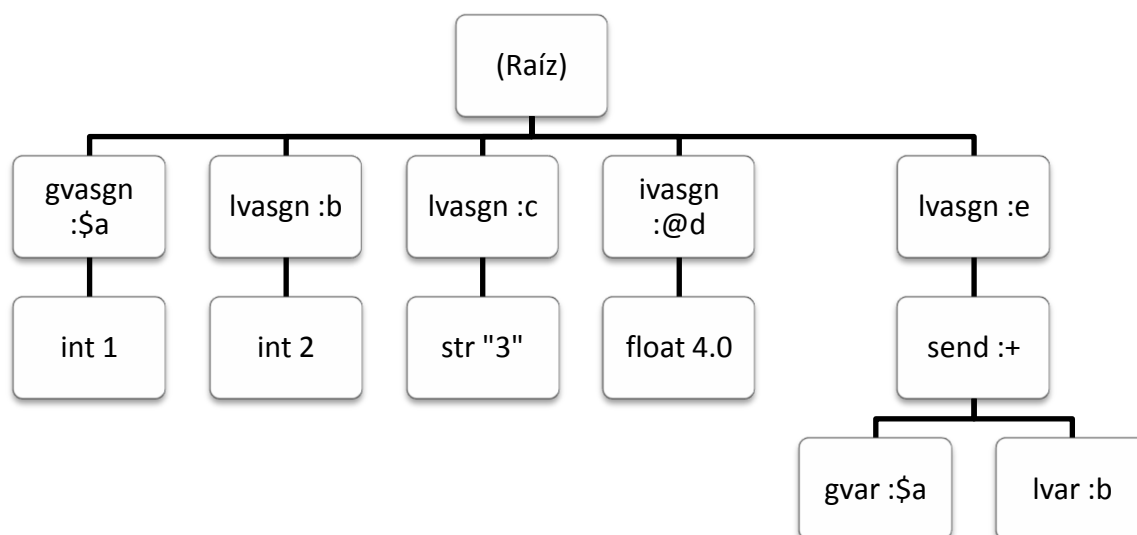 (Raíz)
gvasgn
:$a
lvasgn :b
lvasgn :c
ivasgn
:@d
lvasgn :e
int 1
int 2
str "3"
float 4.0
send :+
gvar :$a
lvar :b